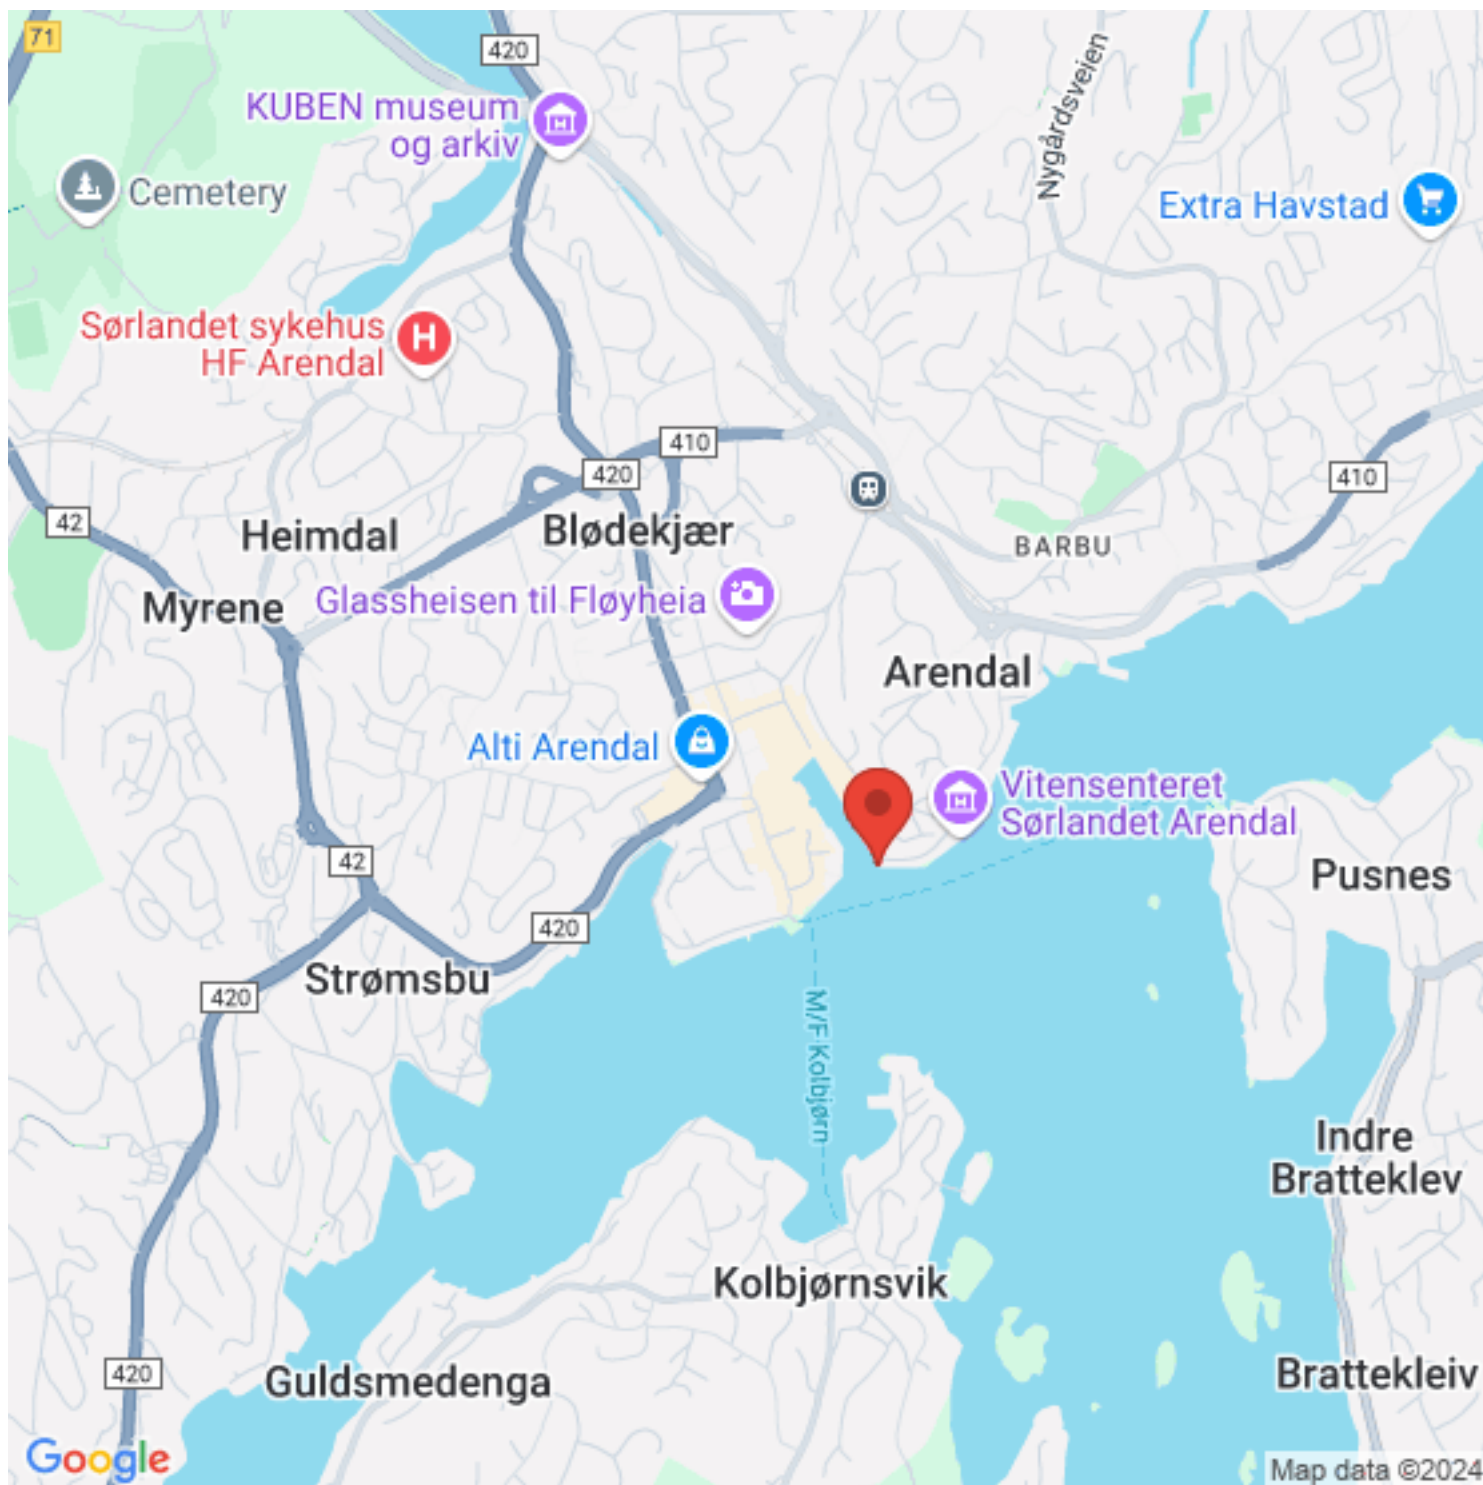 71
420
KUBEN museum
og arkiv
Nygårdsveien
Cemetery
Extra Havstad
Sørlandet sykehus
HF Arendal
410
420
410
42
Heimdal
Blødekjær
BARBU
Glassheisen til Fløyheia
Myrene
Arendal
Alti Arendal
Vitensenteret
Sørlandet Arendal
42
Pusnes
420
Strømsbu
420
M/F Kolbjørn
Indre
Bratteklev
Kolbjørnsvik
420
Guldsmedenga
Brattekleiv
Google
Map data ©2024